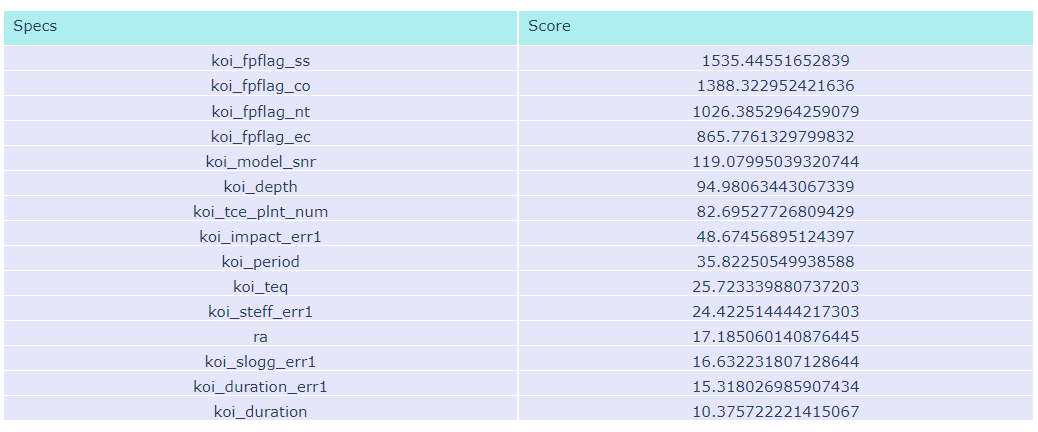 Specs Score
koi_fpflag_ss 1535.44551652839
koi_fpflag_co 1388.322952421636
koi_fpflag_nt 1026.3852964259079
koi_fpflag_ec 865.7761329799832
koi_model_snr 119.07995039320744
koi_depth 94.98063443067339
koi_tce_plnt_num 82.69527726809429
koi_impact_err1 48.67456895124397
koi_period 35.82250549938588
koi_teq 25.723339880737203
koi_steff_err1 24.422514444217303
ra 17.185060140876445
koi_slogg_err1 16.632231807128644
koi_duration_err1 15.318026985907434
koi_duration 10.375722221415067